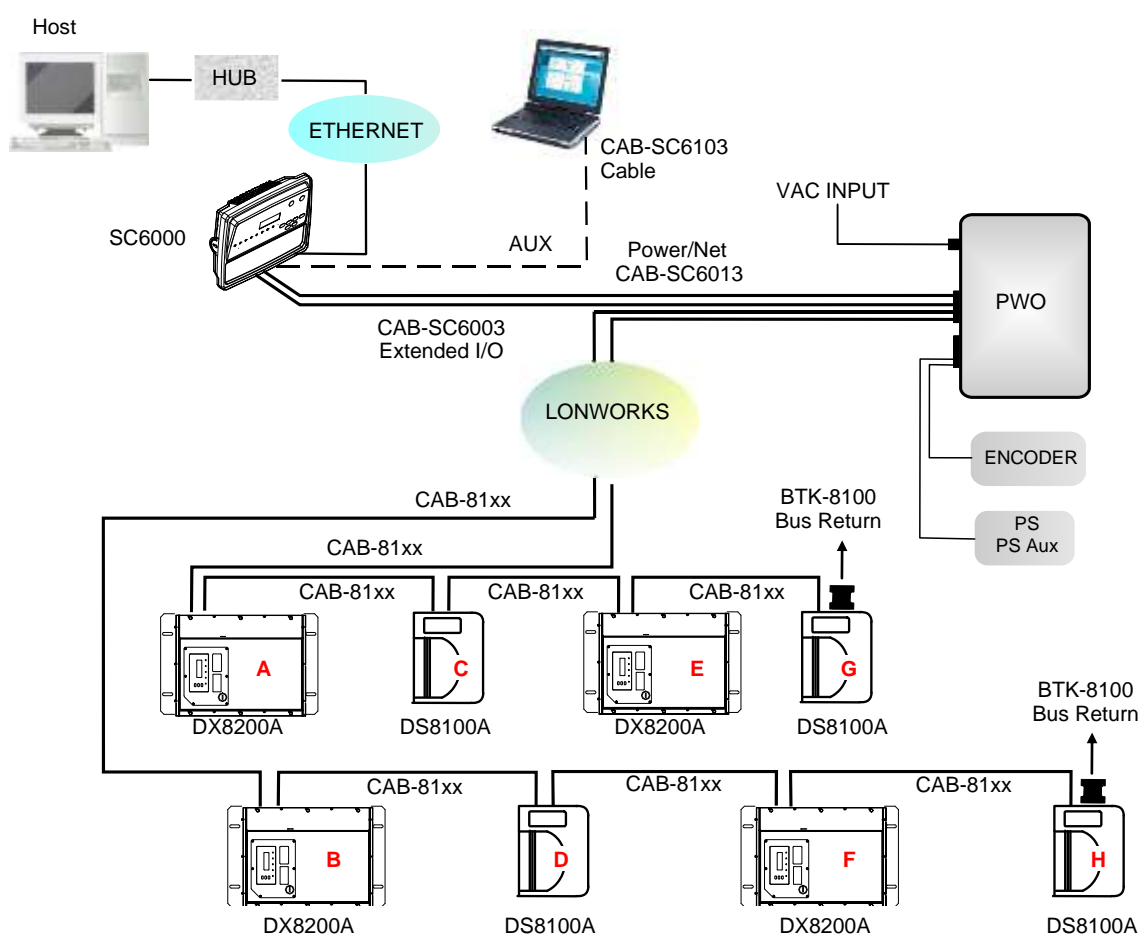 Host
HUB
ETHERNET
CAB-SC6103
Cable
VAC INPUT
SC6000
AUX
Power/Net
CAB-SC6013
PWO
CAB-SC6003
Extended I/O
LONWORKS
ENCODER
CAB-81xx
BTK-8100
Bus Return
PS
PS Aux
CAB-81xx
CAB-81xx
CAB-81xx
CAB-81xx
A
C
E
G
DX8200A
DS8100A
DX8200A
DS8100A
BTK-8100
Bus Return
CAB-81xx
CAB-81xx
CAB-81xx
B
D
F
H
DX8200A
DS8100A
DX8200A
DS8100A